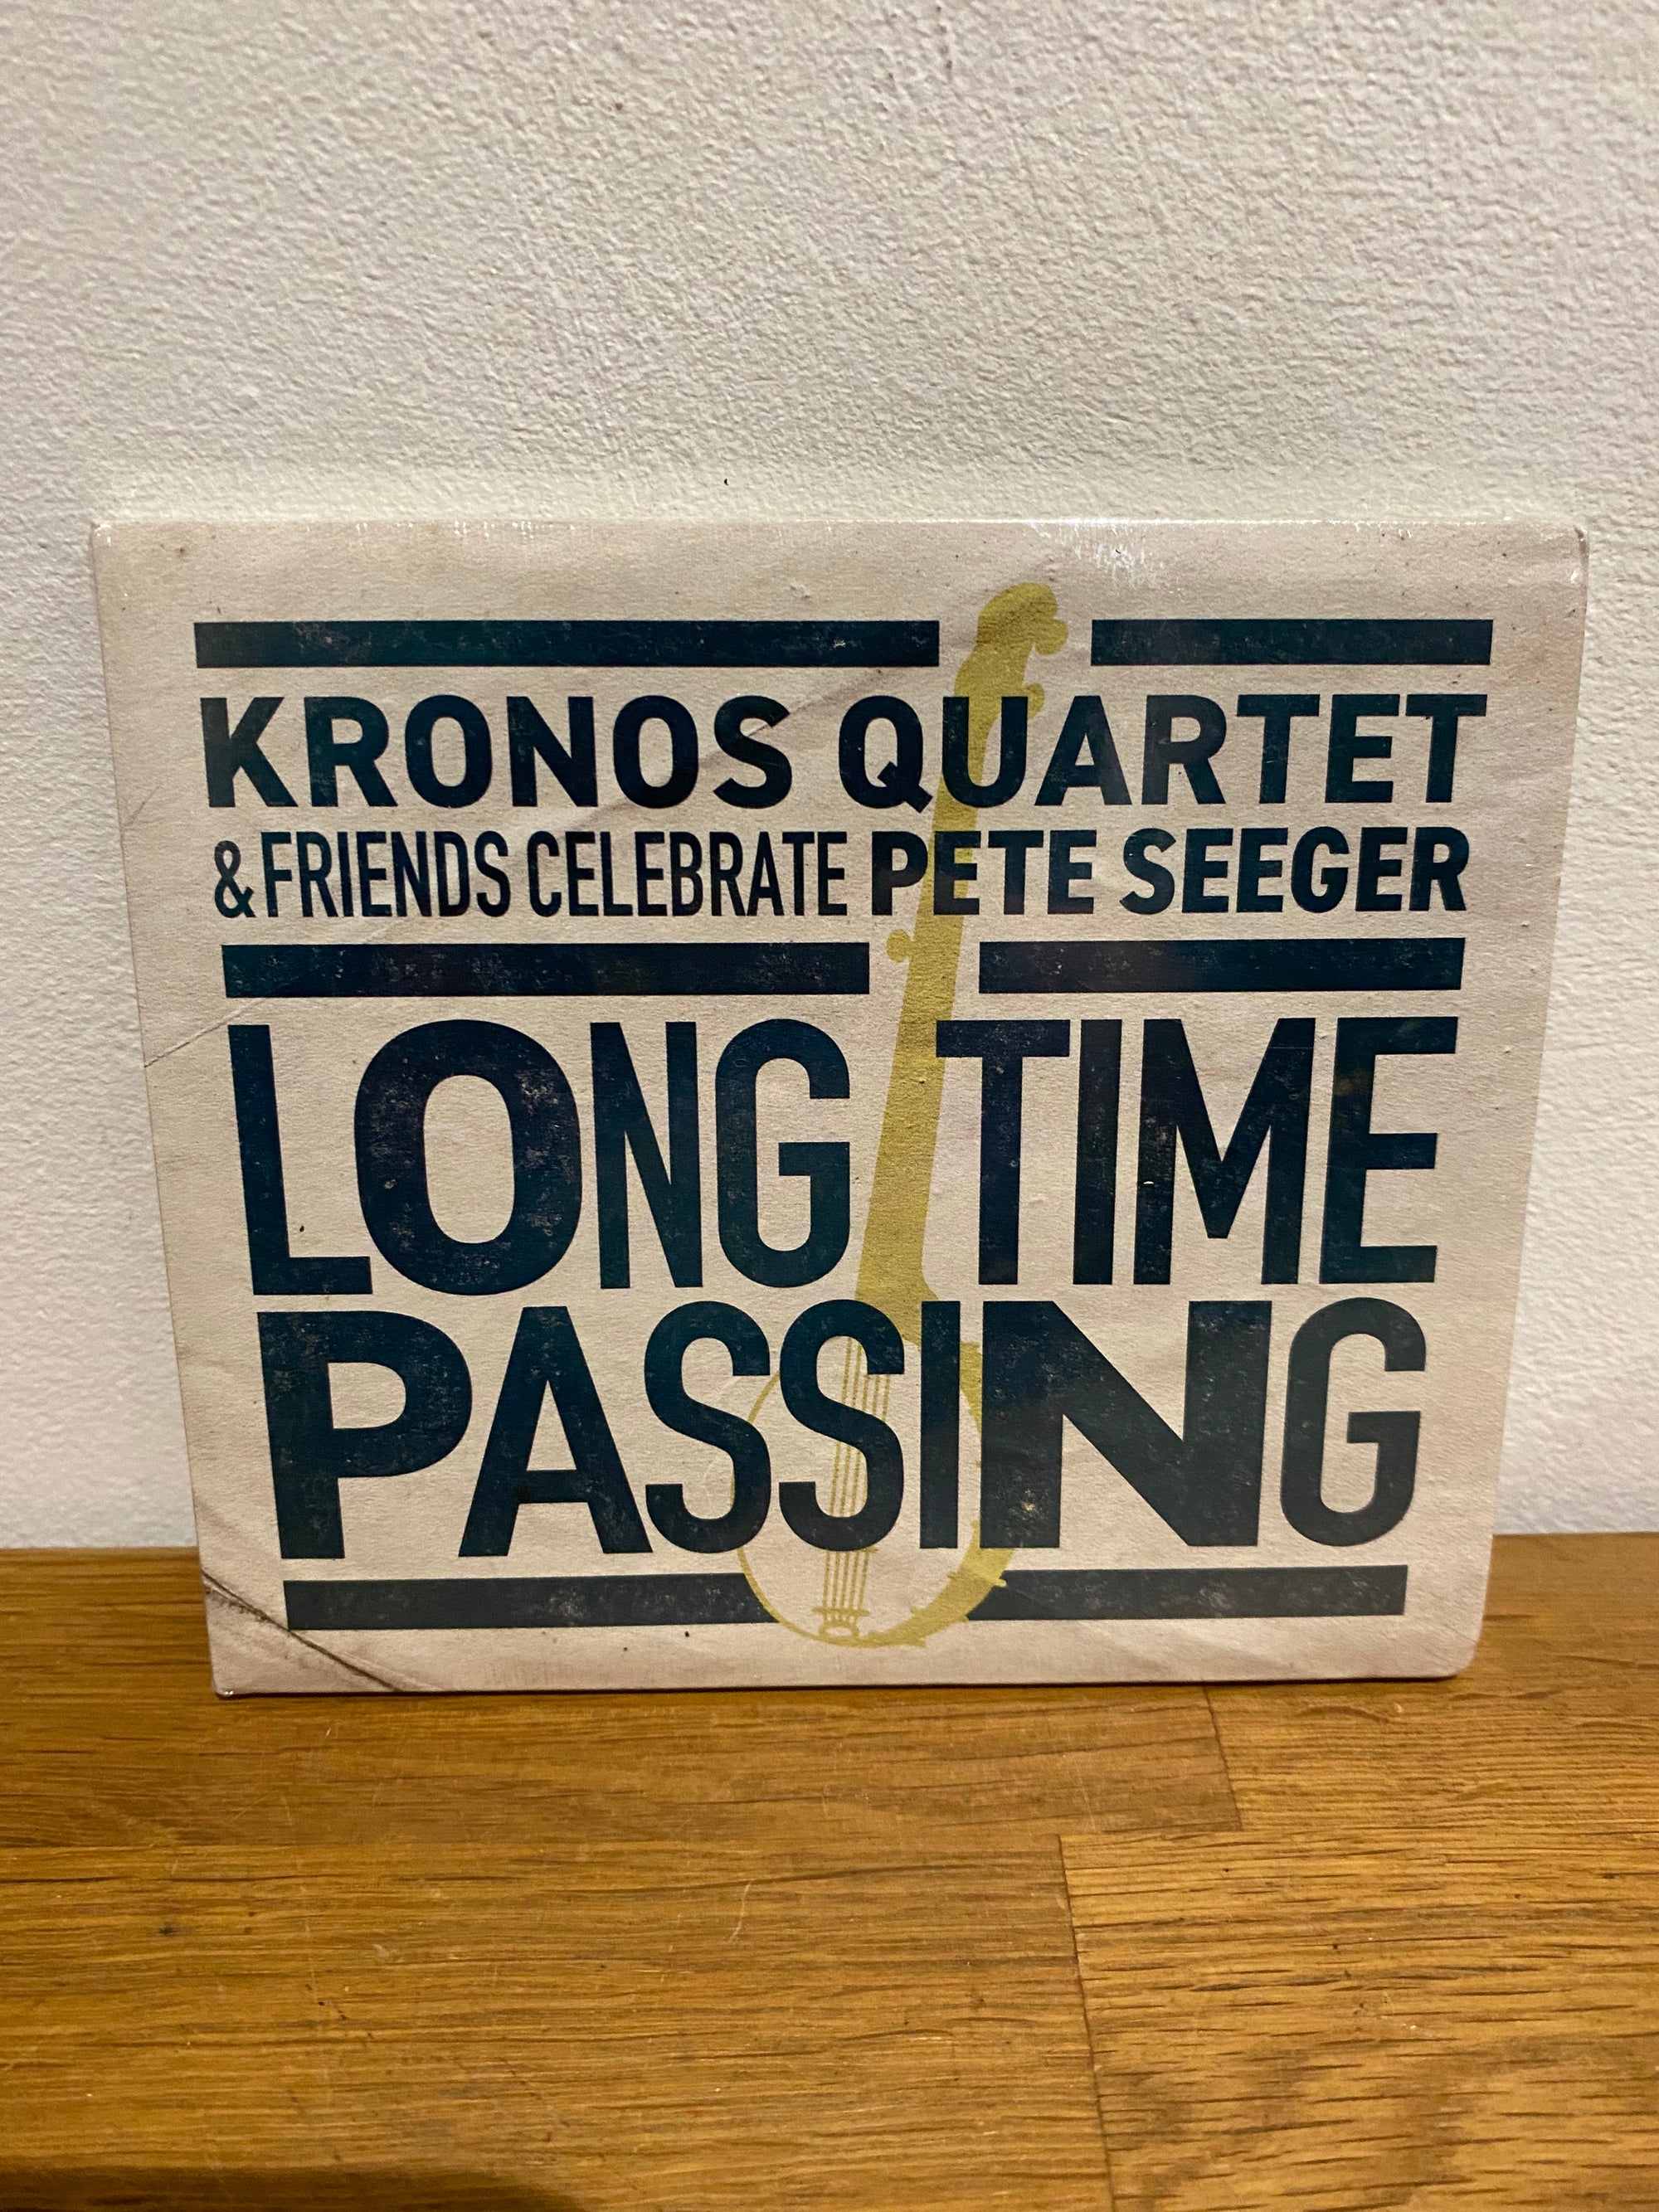 KRONOS QUARTET
& FRIENDS CELEBRATE PETE SEEGER
LONG TIME
PASSING